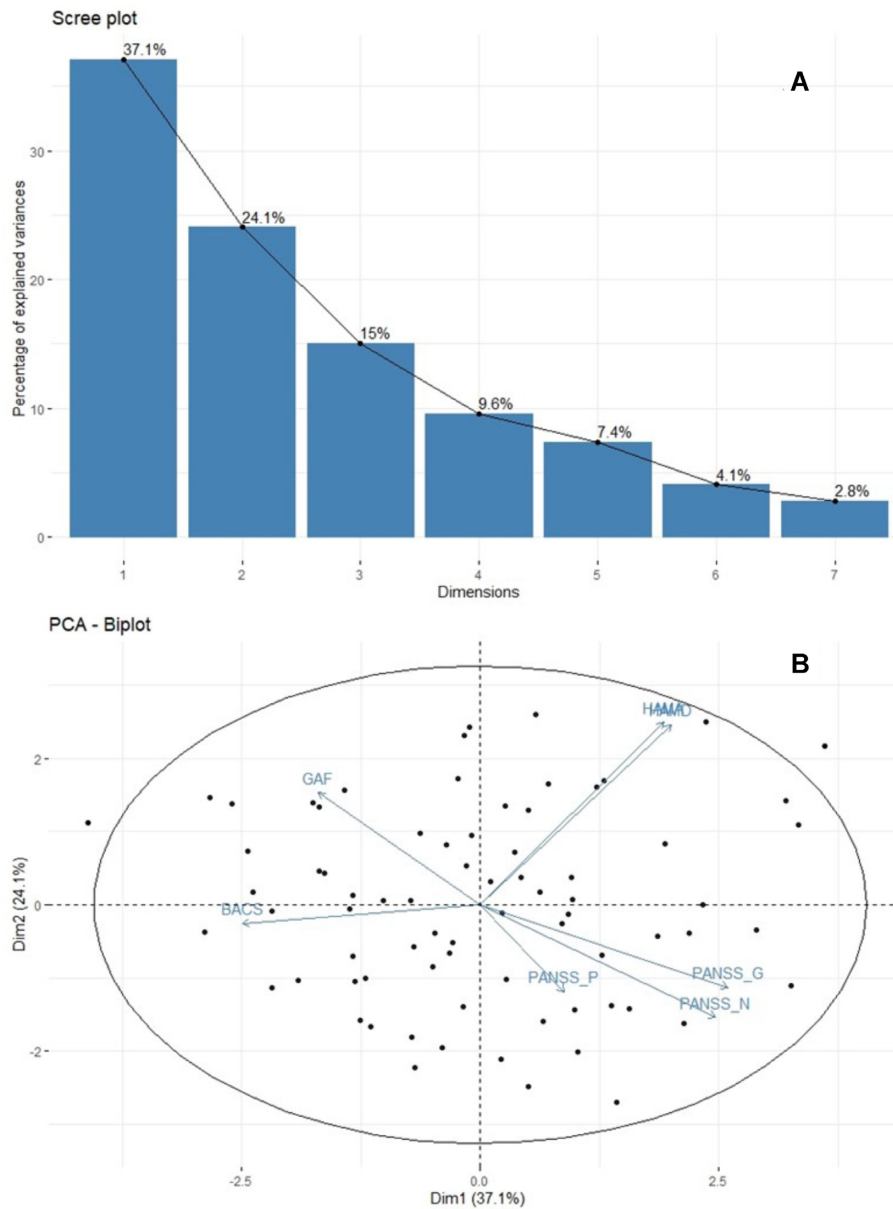 Scree plot
A
37.1%
24.1%
15%
9.6%
7.4%
4.1%
2.8%
Percentage of explained variances
30
20
10
0
1 2 3 4 5 6 7
Dimensions
PCA - Biplot
B
GAF
BACS
PANSS_P
PANSS_G
PANSS_N
Dim2 (24.1%)
2
0
-2
-2.5 0.0 2.5
Dim1 (37.1%)